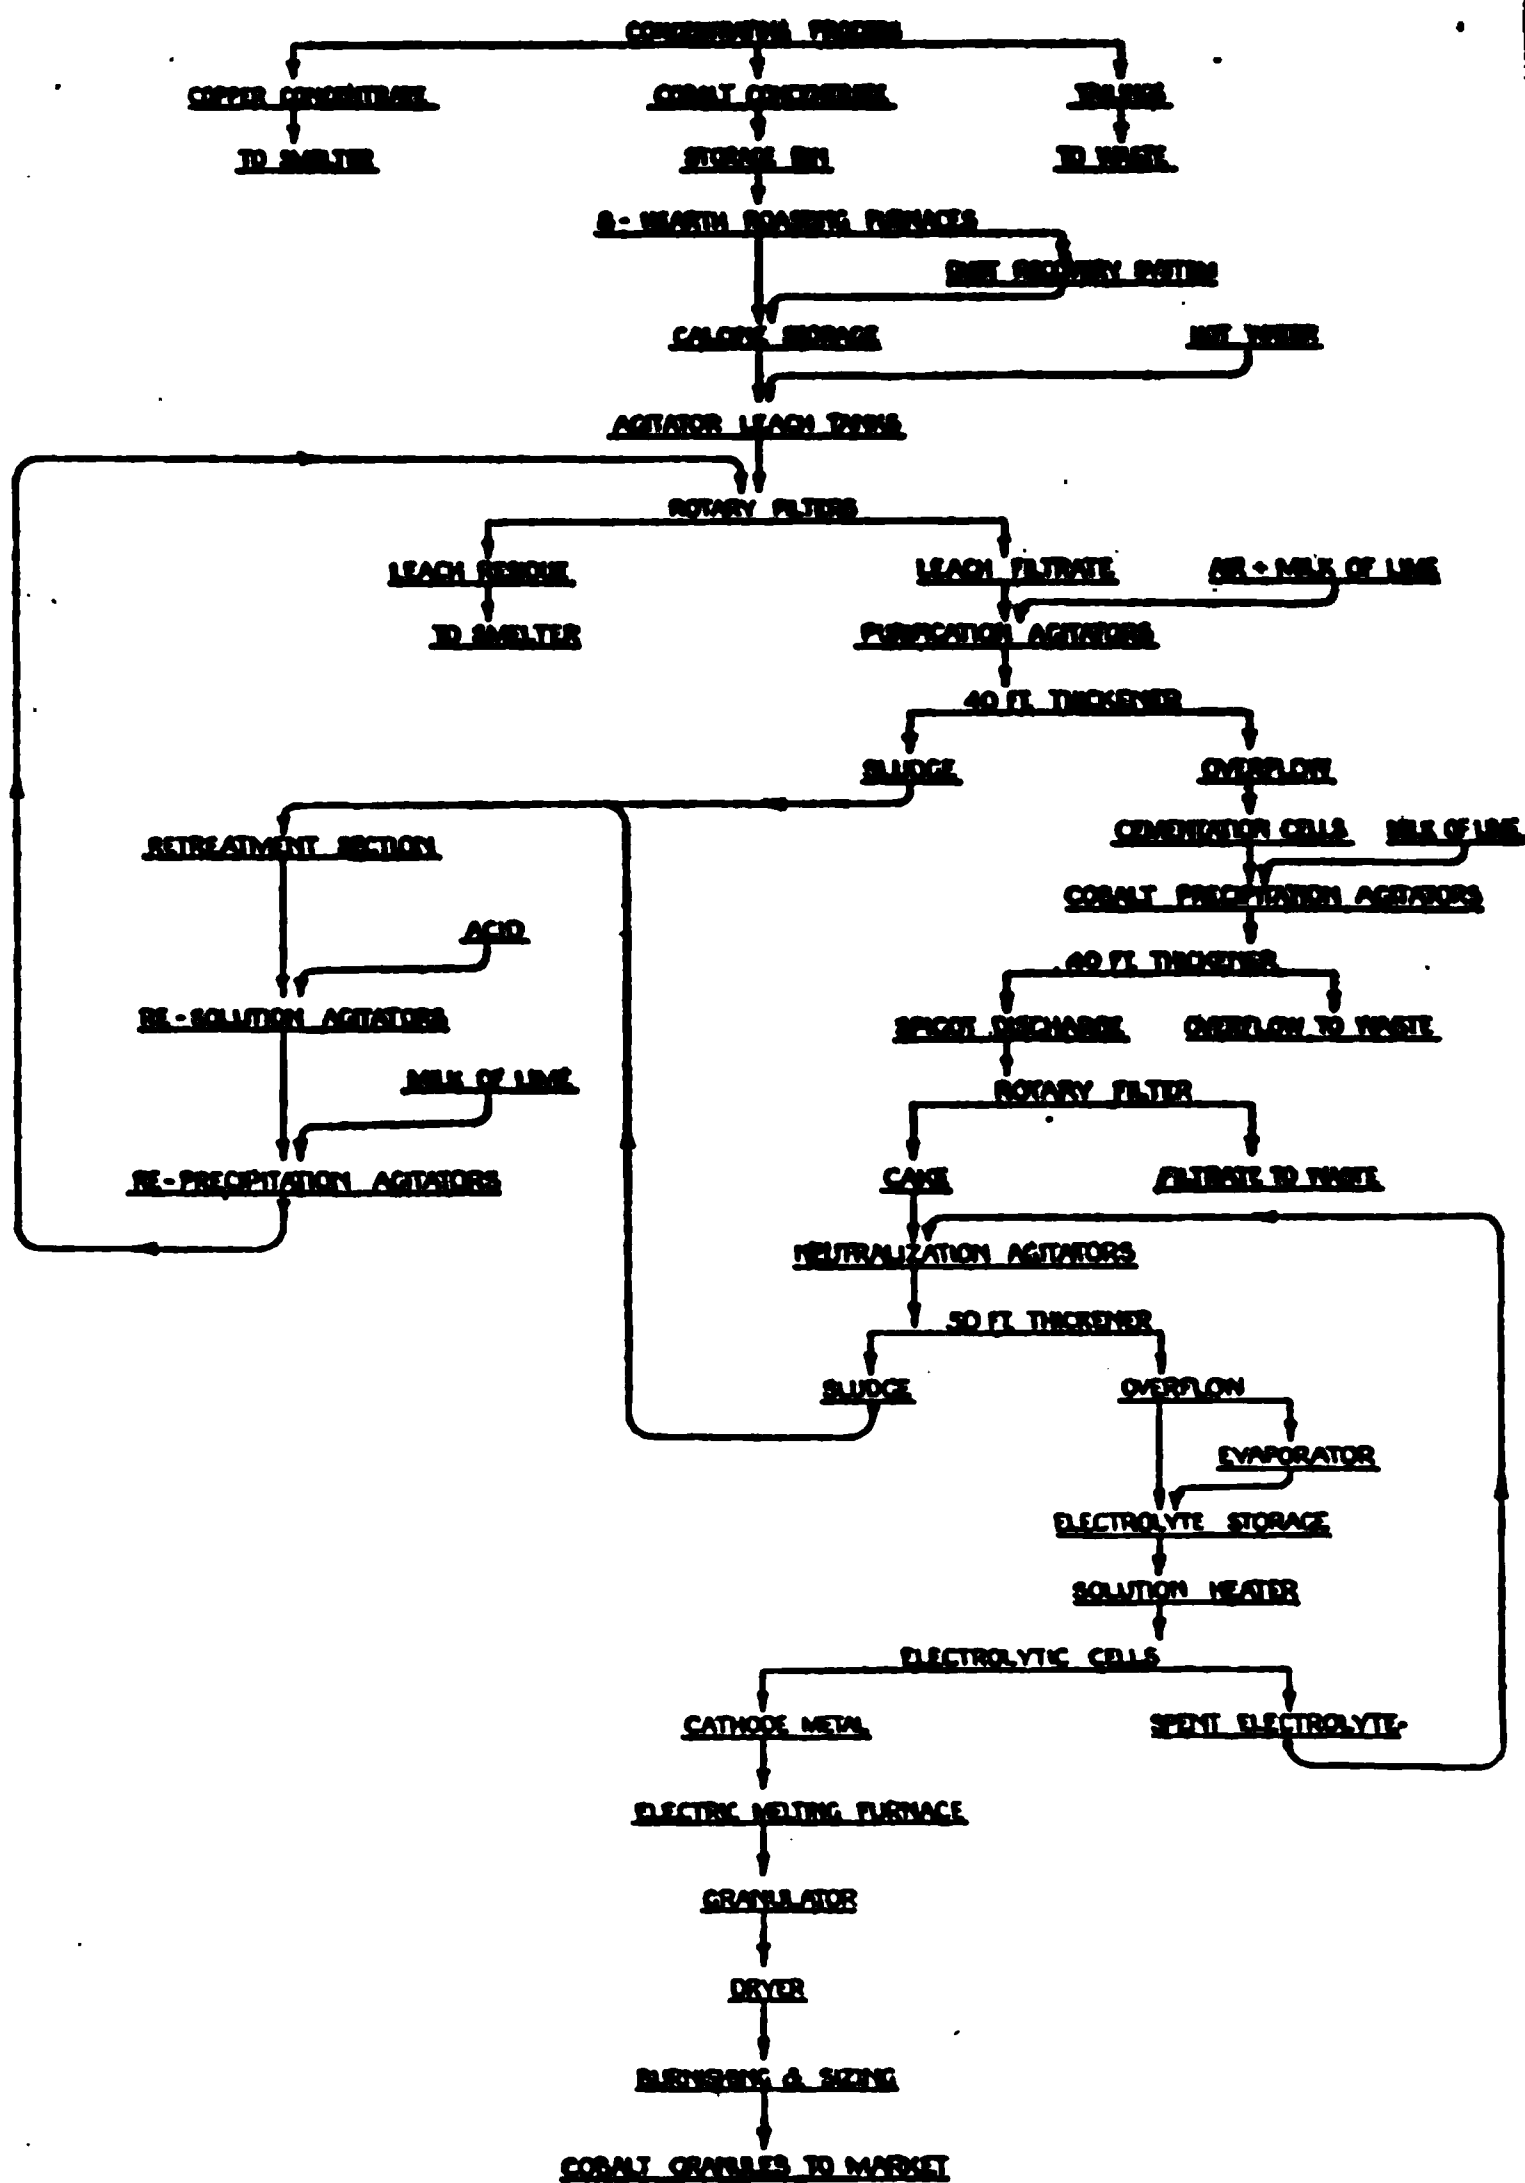 CONCENTRATING PROCESS
COPPER CONCENTRATE
COBALT CONCENTRATE
TAILINGS
TO SMELTER
STORAGE BIN
TO WASTE
8 - HEARTH ROASTING FURNACES
DUST RECOVERY SYSTEM
CALCINE STORAGE
HOT WATER
AGITATOR LEACH TANKS
ROTARY FILTERS
LEACH RESIDUE
LEACH FILTRATE
AIR + MILK OF LIME
TO SMELTER
PURIFICATION AGITATORS
40 FT. THICKENER
SLUDGE
OVERFLOW
RETREATMENT SECTION
CEMENTATION CELLS
MILK OF LIME
COBALT PRECIPITATION AGITATORS
ACID
40 FT. THICKENER
RE-SOLUTION AGITATORS
SPIGOT DISCHARGE
OVERFLOW TO WASTE
MILK OF LIME
ROTARY FILTER
RE-PRECIPITATION AGITATORS
CAKE
FILTRATE TO WASTE
NEUTRALIZATION AGITATORS
50 FT. THICKENER
SLUDGE
OVERFLOW
EVAPORATOR
ELECTROLYTE STORAGE
SOLUTION HEATER
ELECTROLYTIC CELLS
CATHODE METAL
SPENT ELECTROLYTE-
ELECTRIC MELTING FURNACE
GRANULATOR
DRYER
BURNISHING & SIZING
COBALT GRANULES TO MARKET